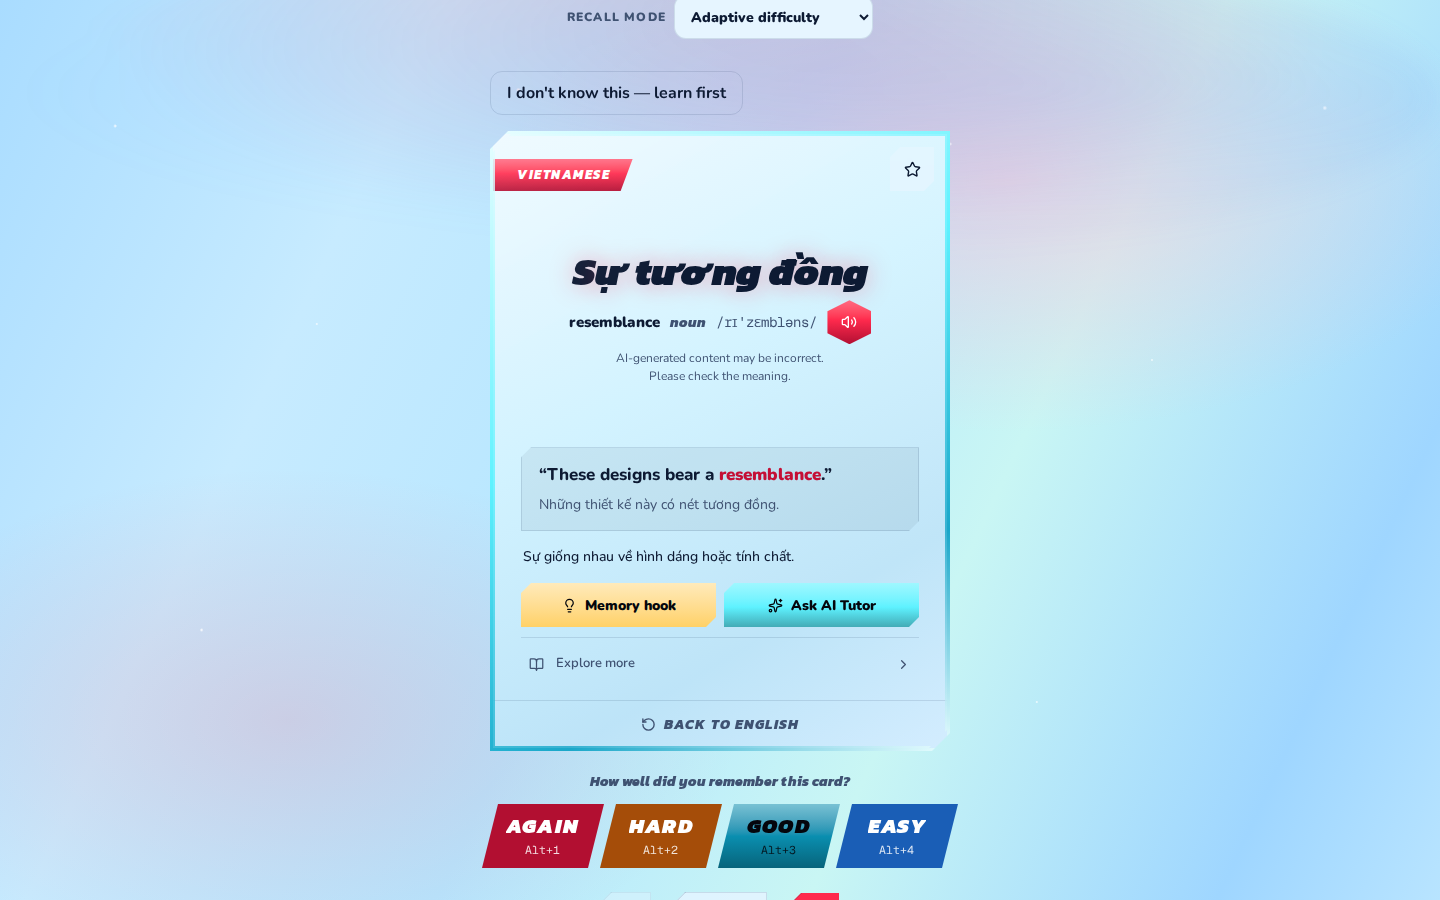 RECALL MODE Adaptive difficulty
I don't know this — learn first
VIETNAMESE
Sự tương đồng
resemblance noun /rɪˈzɛmbləns/
AI-generated content may be incorrect.
Please check the meaning.
“These designs bear a resemblance.”
Những thiết kế này có nét tương đồng.
Sự giống nhau về hình dáng hoặc tính chất.
Memory hook Ask AI Tutor
Explore more
BACK TO ENGLISH
How well did you remember this card?
AGAIN HARD GOOD EASY
Alt+1 Alt+2 Alt+3 Alt+4